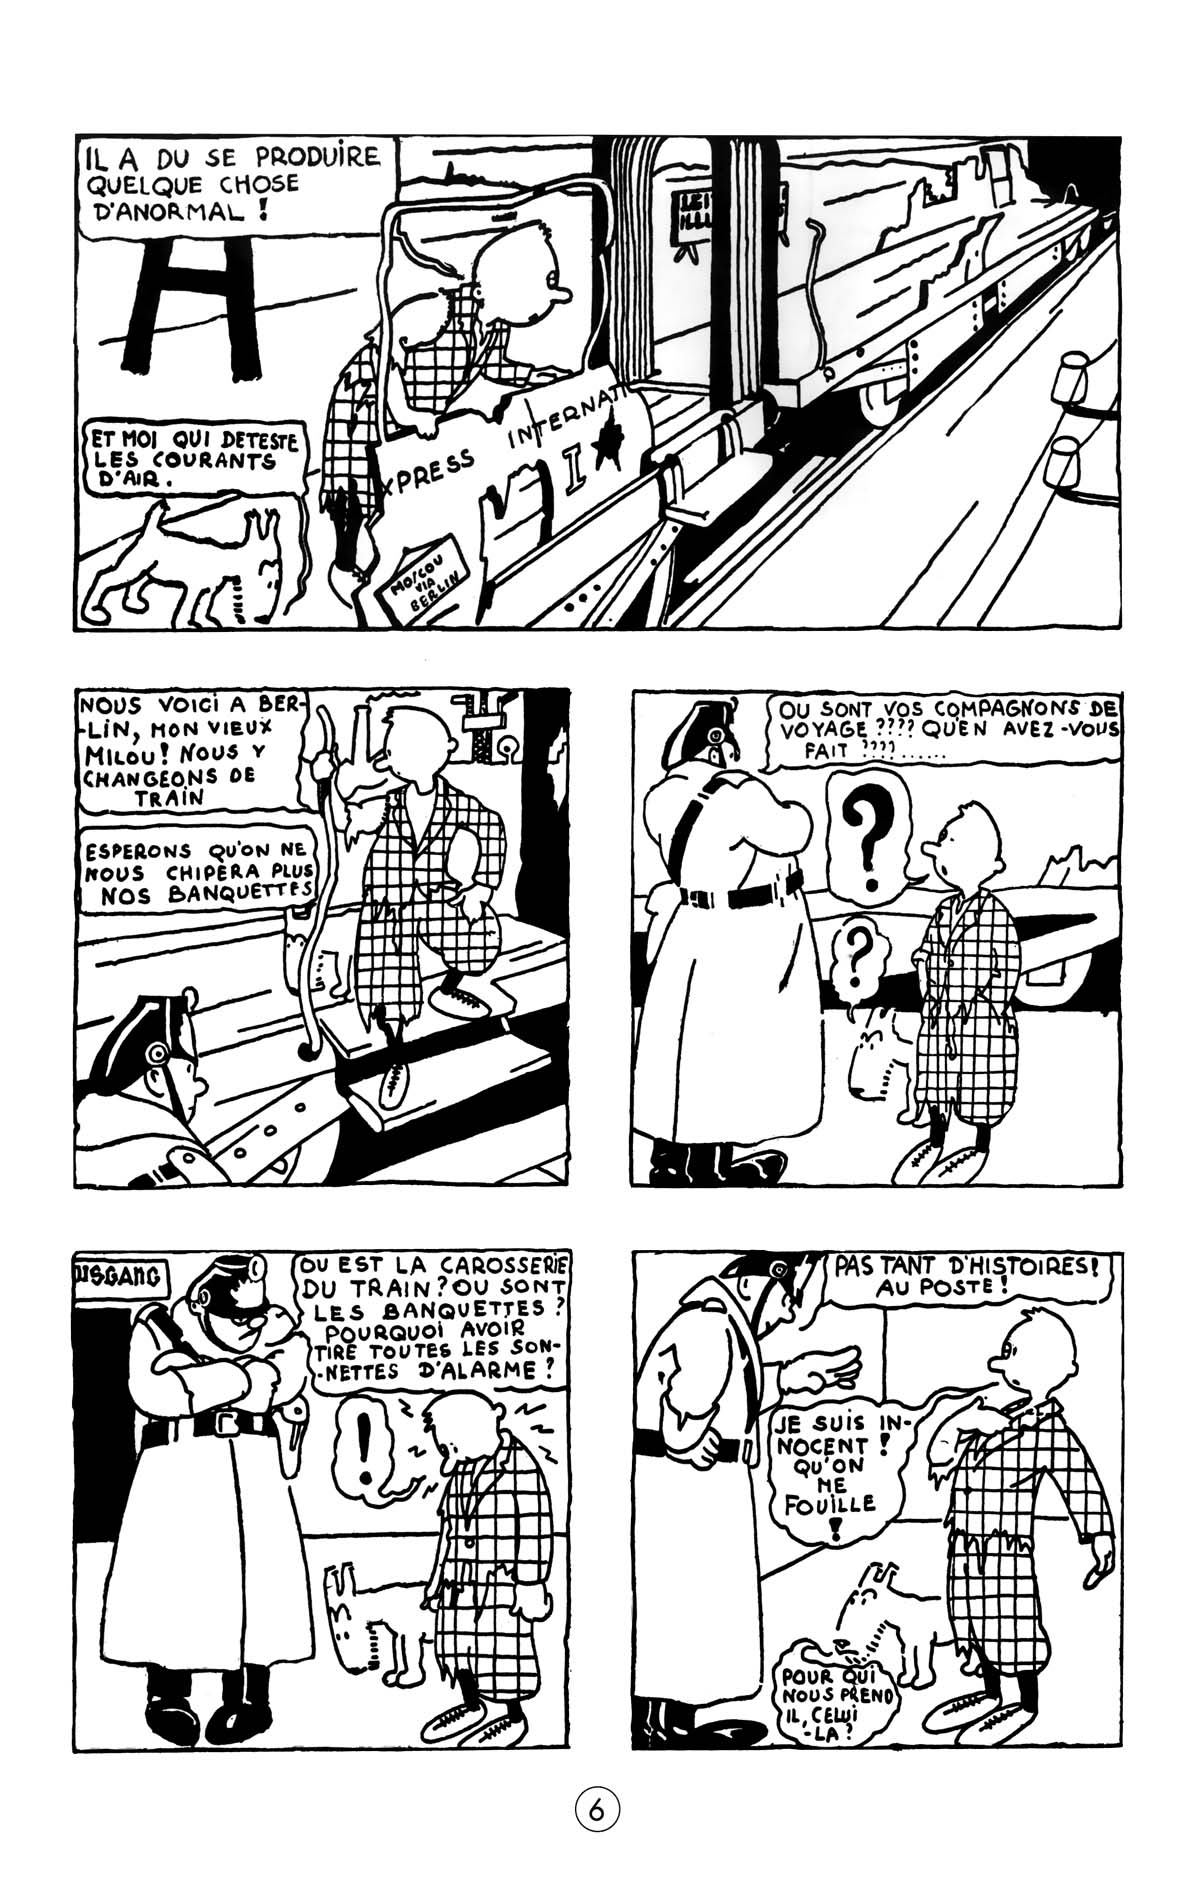 IL A DU SE PRODUIRE
QUELQUE CHOSE
D'ANORMAL !
ET MOI QUI DETESTE
LES COURANTS
D'AIR.
XPRESS INTERNATI
I
MOSCOU
VIA
BERLIN
NOUS VOICI A BER-
-LIN, MON VIEUX
MILOU! NOUS Y
CHANGEONS DE
TRAIN
ESPERONS QU'ON NE
NOUS CHIPERA PLUS
NOS BANQUETTES
OU SONT VOS COMPAGNONS DE
VOYAGE ???? QU'EN AVEZ-VOUS
FAIT ????......
?
?
USGANG
OU EST LA CAROSSERIE
DU TRAIN? OU SONT
LES BANQUETTES ?
POURQUOI AVOIR
TIRE TOUTES LES SON-
-NETTES D'ALARME ?
!
PAS TANT D'HISTOIRES!
AU POSTE!
JE SUIS IN-
NOCENT !
QU'ON
ME
FOUILLE
!
POUR QUI
NOUS PREND
IL, CELUI
-LA ?
6